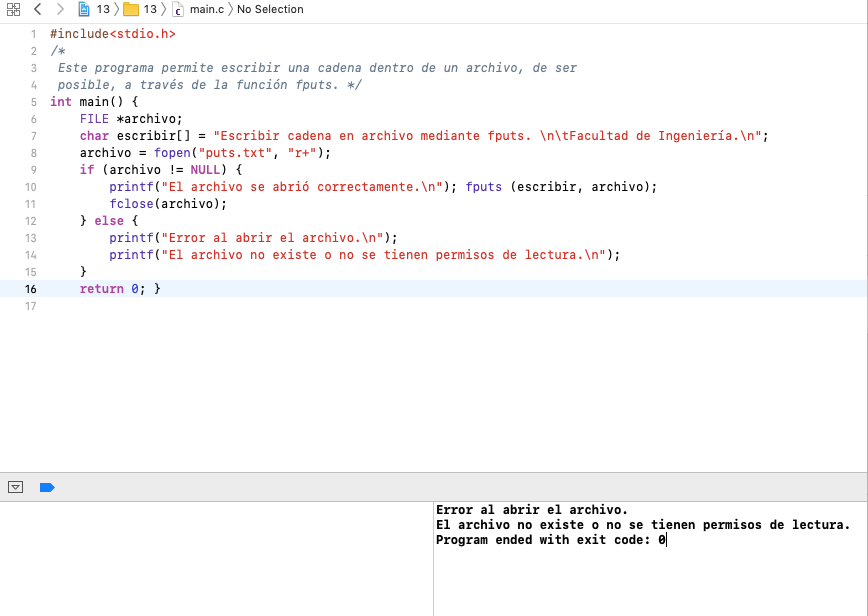 13 13 main.c No Selection
1 #include<stdio.h>
2 /*
3 Este programa permite escribir una cadena dentro de un archivo, de ser
4 posible, a través de la función fputs. */
5 int main() {
6 FILE *archivo;
7 char escribir[] = "Escribir cadena en archivo mediante fputs. \n\tFacultad de Ingeniería.\n";
8 archivo = fopen("puts.txt", "r+");
9 if (archivo != NULL) {
10 printf("El archivo se abrió correctamente.\n"); fputs (escribir, archivo);
11 fclose(archivo);
12 } else {
13 printf("Error al abrir el archivo.\n");
14 printf("El archivo no existe o no se tienen permisos de lectura.\n");
15 }
16 return 0; }
17
Error al abrir el archivo.
El archivo no existe o no se tienen permisos de lectura.
Program ended with exit code: 0